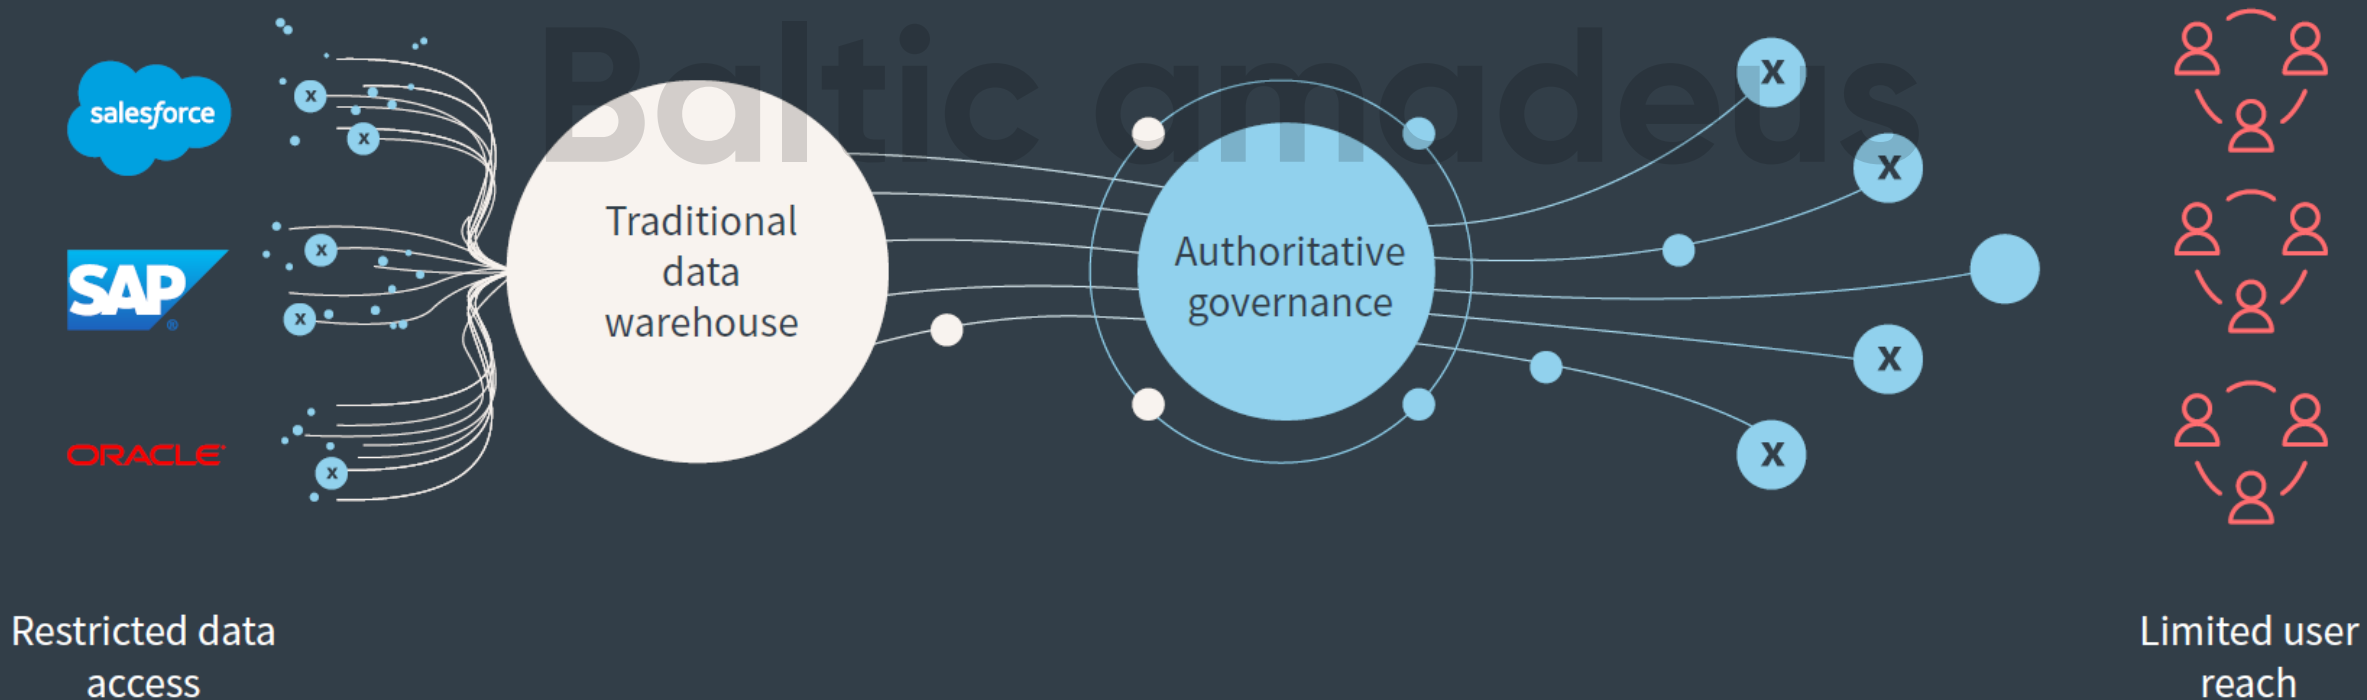 Baltic amadeus
salesforce
SAP
®
ORACLE
x
x
x
x
x
Traditional
data
warehouse
Authoritative
governance
X
X
X
X
Restricted data
access
Limited user
reach